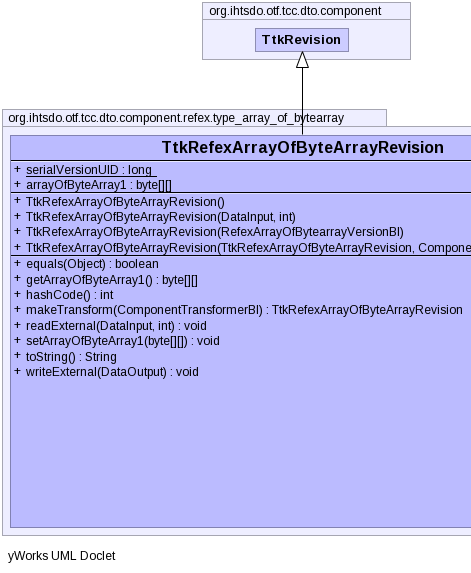 org.ihtsdo.otf.tcc.dto.component
TtkRevision
org.ihtsdo.otf.tcc.dto.component.refex.type_array_of_bytearray
TtkRefexArrayOfByteArrayRevision
+ serialVersionUID : long
+ arrayOfByteArray1 : byte[][]
+ TtkRefexArrayOfByteArrayRevision()
+ TtkRefexArrayOfByteArrayRevision(DataInput, int)
+ TtkRefexArrayOfByteArrayRevision(RefexArrayOfBytearrayVersionBI)
+ TtkRefexArrayOfByteArrayRevision(TtkRefexArrayOfByteArrayRevision, Compone
+ equals(Object) : boolean
+ getArrayOfByteArray1() : byte[][]
+ hashCode() : int
+ makeTransform(ComponentTransformerBI) : TtkRefexArrayOfByteArrayRevision
+ readExternal(DataInput, int) : void
+ setArrayOfByteArray1(byte[][]) : void
+ toString() : String
+ writeExternal(DataOutput) : void
yWorks UML Doclet